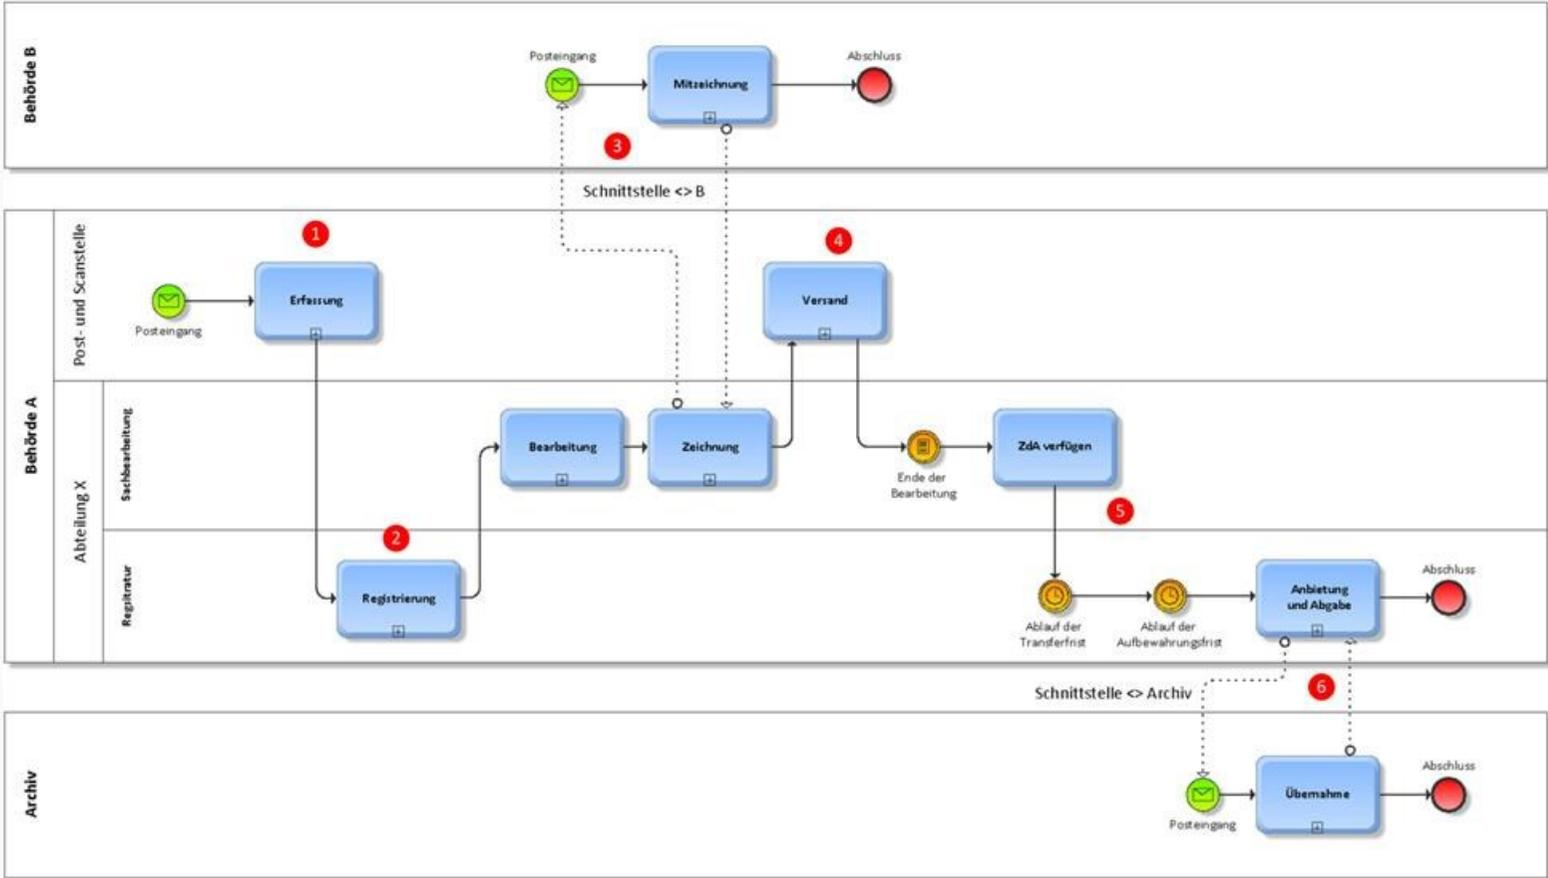 Behörde B
Posteingang
Mitzeichnung
Abschluss
3
Schnittstelle <> B
Behörde A
Post- und Scanstelle
1
Posteingang
Erfassung
4
Versand
Abteilung X
Sachbearbeitung
Bearbeitung
Zeichnung
Ende der
Bearbeitung
ZdA verfügen
5
Regsitratur
2
Registrierung
Ablauf der
Transferfrist
Ablauf der
Aufbewahrungsfrist
Anbietung
und Abgabe
Abschluss
Schnittstelle <> Archiv
6
Archiv
Posteingang
Übernahme
Abschluss